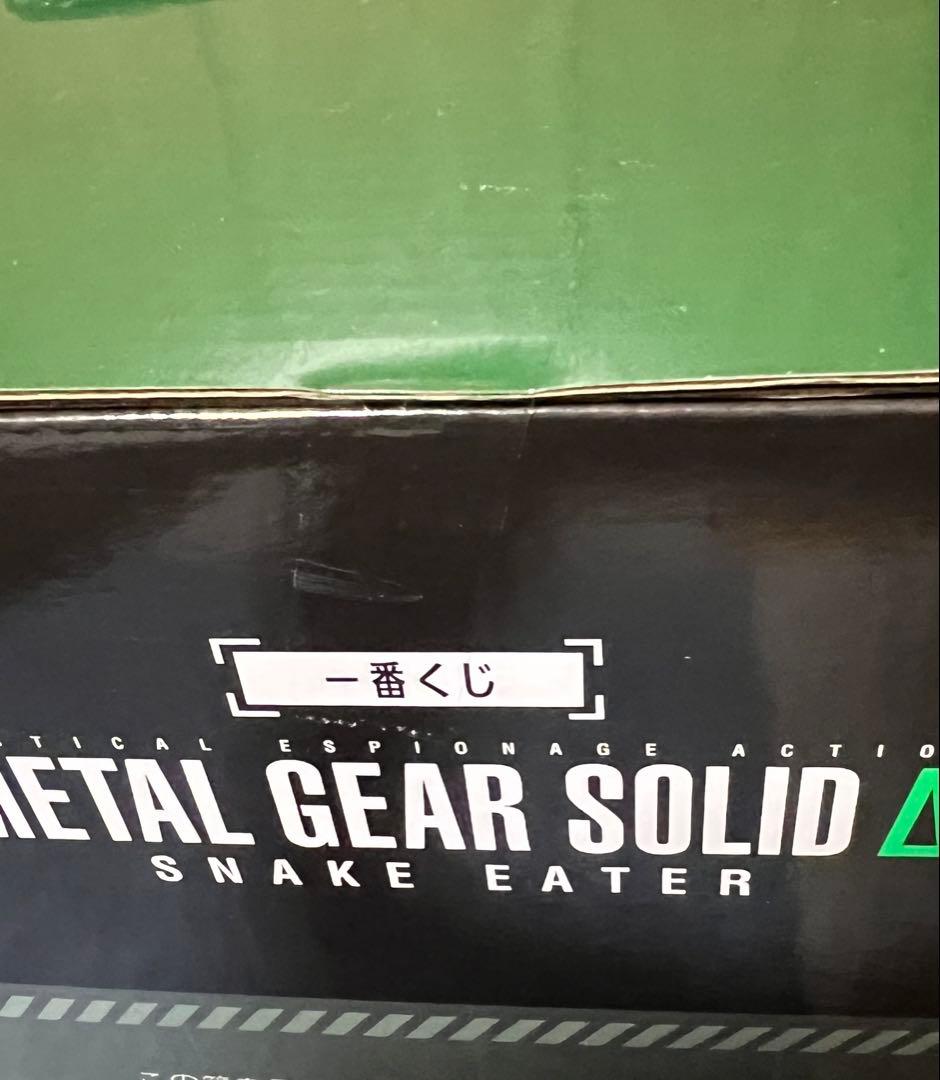 一番くじ
TICAL ESPIONAGE ACTIO
METAL GEAR SOLID Δ
SNAKE EATER